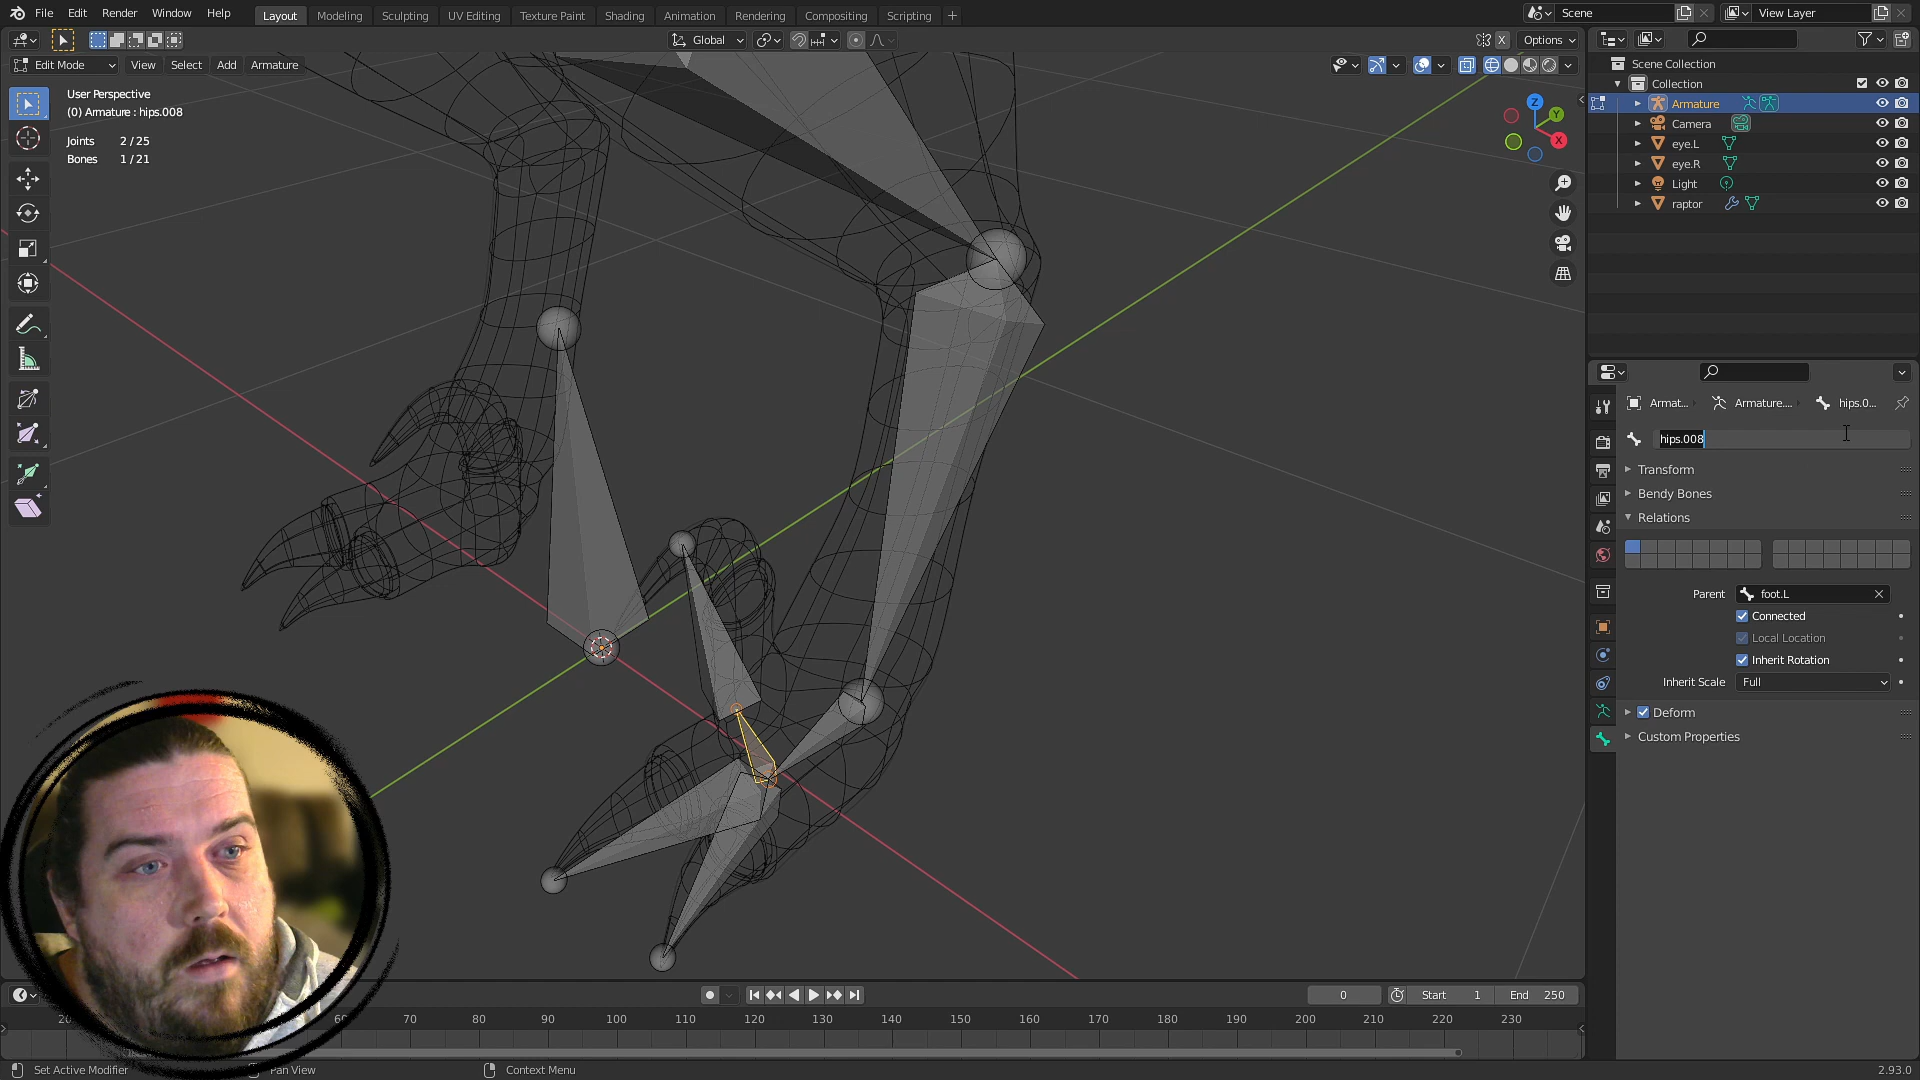 File Edit Render Window Help Layout Modeling Sculpting UV Editing Texture Paint Shading Animation Rendering Compositing Scripting + Scene View Layer
Global X Options
Edit Mode View Select Add Armature
User Perspective
(0) Armature : hips.008
Joints 2 / 25
Bones 1 / 21
Z
Y
X
Scene Collection
Collection
Armature
Camera
eye.L
eye.R
Light
raptor
Armat... Armature.... hips.0...
hips.008
Transform
Bendy Bones
Relations
Parent foot.L
Connected
Local Location
Inherit Rotation
Inherit Scale Full
Deform
Custom Properties
0 Start 1 End 250
20 60 70 80 90 100 110 120 130 140 150 160 170 180 190 200 210 220 230
Set Active Modifier Pan View Context Menu 2.93.0